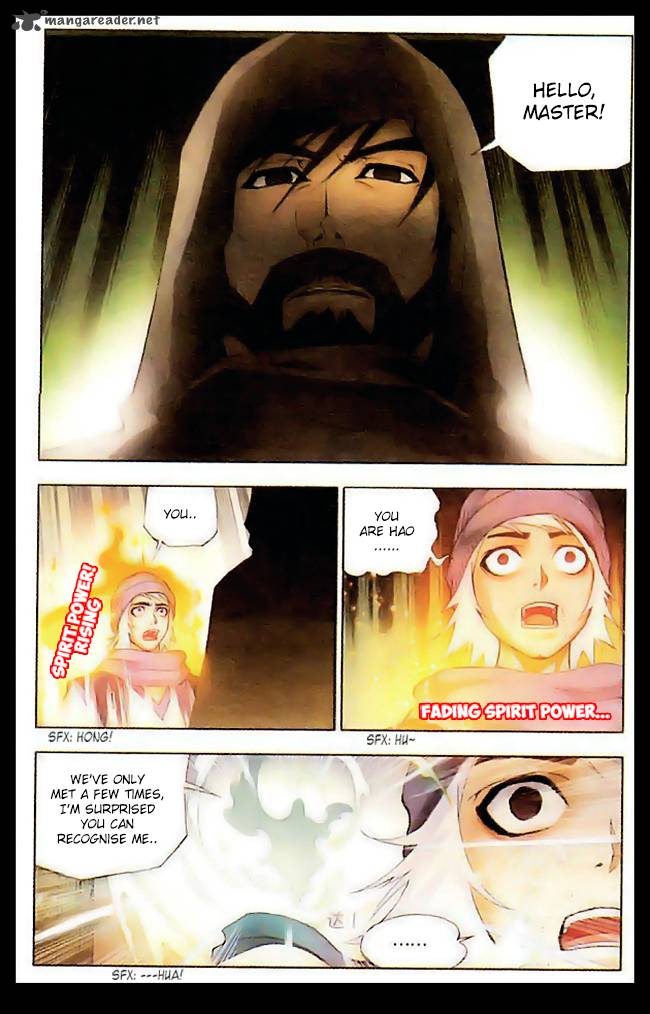 mangareader.net
HELLO,
MASTER!
YOU..
SPIRIT POWER!
RISING
SFX: HONG!
YOU
ARE HAO
......
FADING SPIRIT POWER...
SFX: HU~
WE'VE ONLY
MET A FEW TIMES,
I'M SURPRISED
YOU CAN
RECOGNISE ME..
达!
......
SFX: ---HUA!